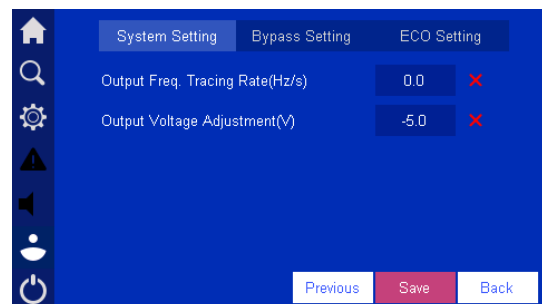 System Setting Bypass Setting ECO Setting
Output Freq. Tracing Rate(Hz/s) 0.0
Output Voltage Adjustment(V) -5.0
Previous Save Back